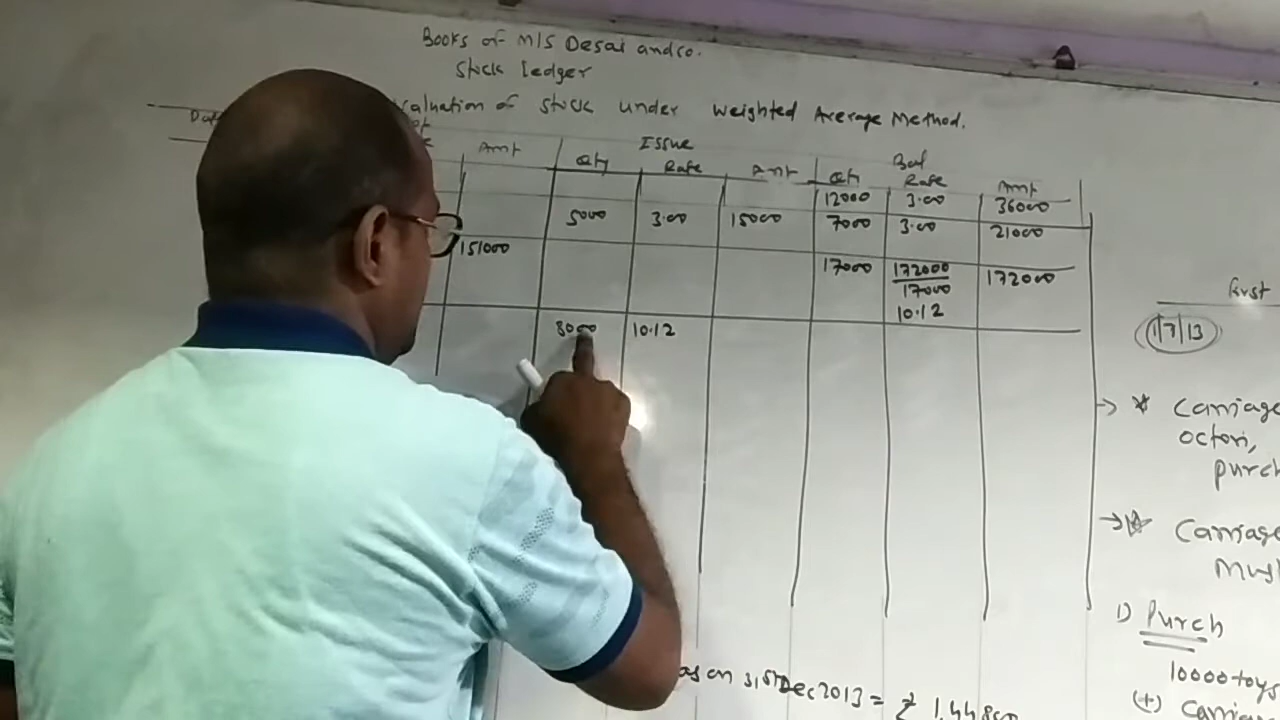 Books of M/S Desai and co.
Stock Ledger
valuation of stock under Weighted Average Method.
Amt Issue Bal
Qty Rate Amt Qty Rate Amt
12000 3.00 36000
5000 3.00 15000 7000 3.00 21000
151000
17000 172000 172000
17000
10.12
8000 10.12
First
1/7/13
→ * Carriage
octori,
purch
→ * Carriage
1) Purch
10000 toys
(+) Carria
as on 31st Dec 2013 = ₹